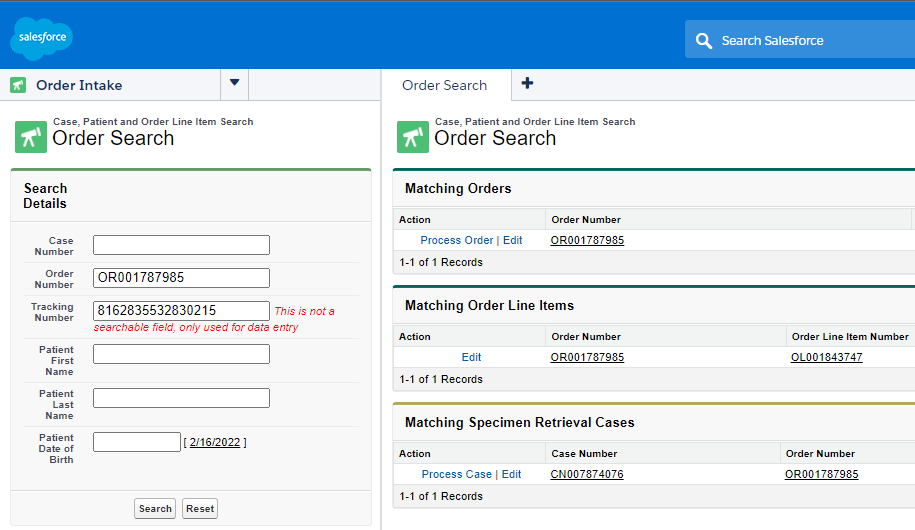 salesforce
Search Salesforce
Order Intake
Order Search
Case, Patient and Order Line Item Search
Order Search
Search
Details
Case
Number
Order
Number
OR001787985
Tracking
Number
8162835532830215 This is not a
searchable field, only used for data entry
Patient
First
Name
Patient
Last
Name
Patient
Date of
Birth
[ 2/16/2022 ]
Search Reset
Case, Patient and Order Line Item Search
Order Search
Matching Orders
Action Order Number
Process Order | Edit OR001787985
1-1 of 1 Records
Matching Order Line Items
Action Order Number Order Line Item Number
Edit OR001787985 OL001843747
1-1 of 1 Records
Matching Specimen Retrieval Cases
Action Case Number Order Number
Process Case | Edit CN007874076 OR001787985
1-1 of 1 Records